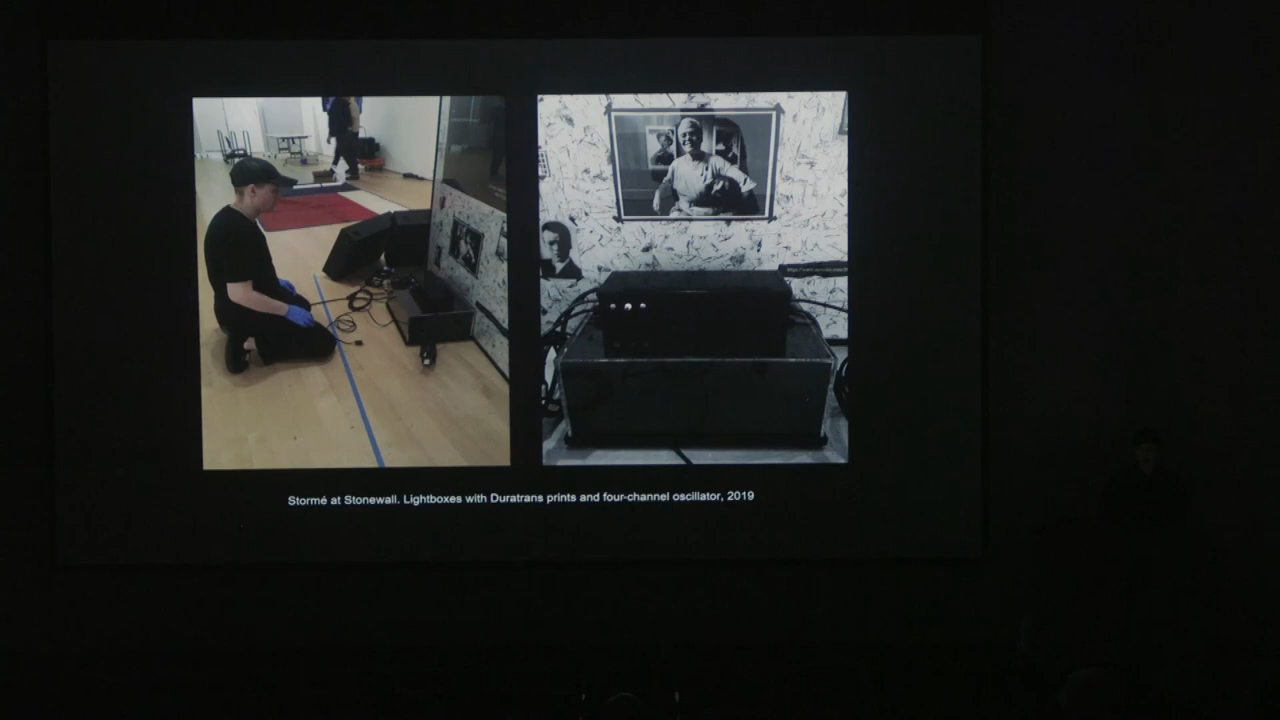 Stormé at Stonewall. Lightboxes with Duratrans prints and four-channel oscillator, 2019